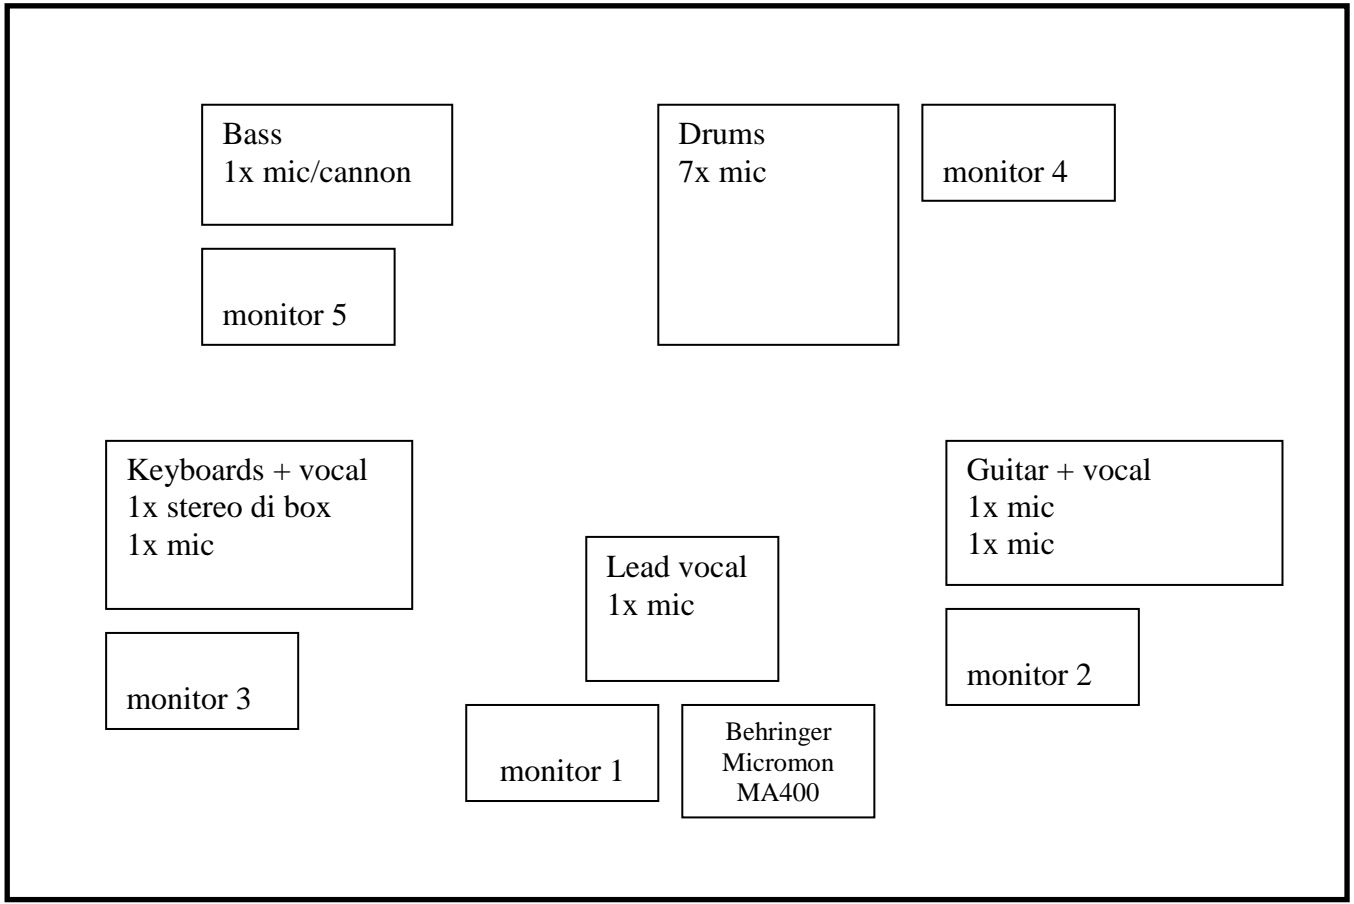 Bass
1x mic/cannon
Drums
7x mic
monitor 4
monitor 5
Keyboards + vocal
1x stereo di box
1x mic
Guitar + vocal
1x mic
1x mic
Lead vocal
1x mic
monitor 3
monitor 2
monitor 1
Behringer
Micromon
MA400